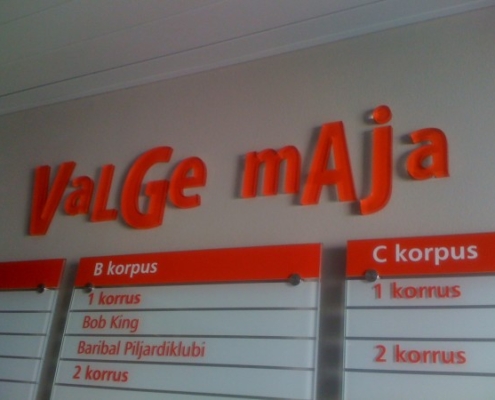 VaLGe mAja
B korpus
1 korrus
Bob King
Baribal Piljardiklubi
2 korrus
C korpus
1 korrus
2 korrus